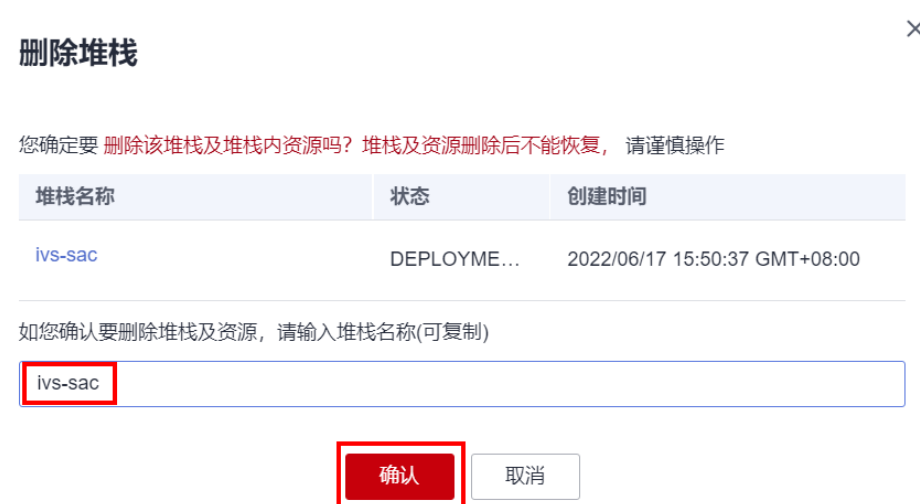 删除堆栈
您确定要 删除该堆栈及堆栈内资源吗？堆栈及资源删除后不能恢复， 请谨慎操作
堆栈名称 状态 创建时间
ivs-sac DEPLOYME... 2022/06/17 15:50:37 GMT+08:00
如您确认要删除堆栈及资源，请输入堆栈名称(可复制)
ivs-sac
确认 取消